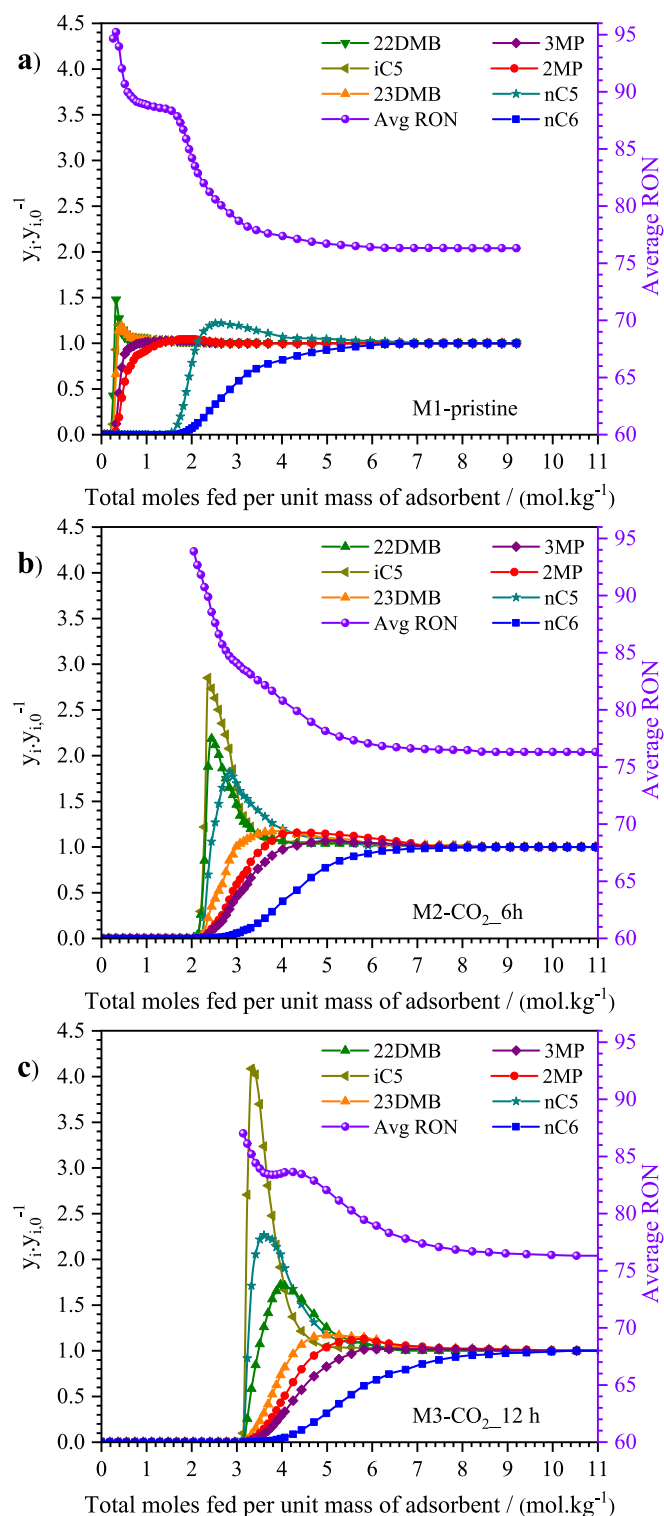 a)
4.5
4.0
3.5
3.0
2.5
2.0
1.5
1.0
0.5
0.0
yᵢ.yᵢ,₀⁻¹
22DMB 3MP
iC5 2MP
23DMB nC5
Avg RON nC6
M1-pristine
95
90
85
80
75
70
65
60
Average RON
0 1 2 3 4 5 6 7 8 9 10 11
Total moles fed per unit mass of adsorbent / (mol.kg⁻¹)
b)
4.5
4.0
3.5
3.0
2.5
2.0
1.5
1.0
0.5
0.0
yᵢ.yᵢ,₀⁻¹
22DMB 3MP
iC5 2MP
23DMB nC5
Avg RON nC6
M2-CO₂_6h
95
90
85
80
75
70
65
60
Average RON
0 1 2 3 4 5 6 7 8 9 10 11
Total moles fed per unit mass of adsorbent / (mol.kg⁻¹)
c)
4.5
4.0
3.5
3.0
2.5
2.0
1.5
1.0
0.5
0.0
yᵢ.yᵢ,₀⁻¹
22DMB 3MP
iC5 2MP
23DMB nC5
Avg RON nC6
M3-CO₂_12 h
95
90
85
80
75
70
65
60
Average RON
0 1 2 3 4 5 6 7 8 9 10 11
Total moles fed per unit mass of adsorbent / (mol.kg⁻¹)